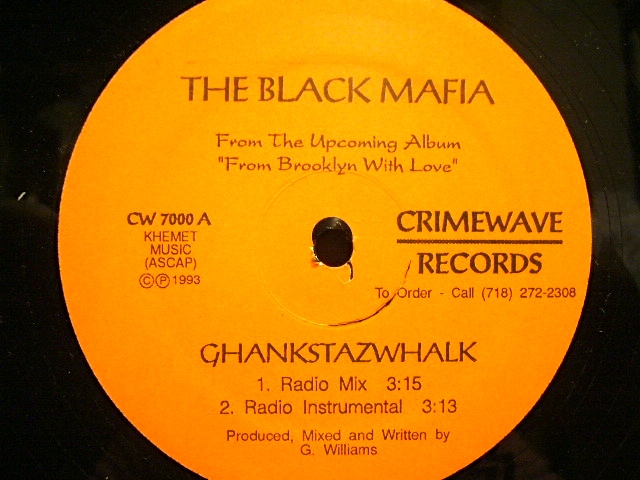 THE BLACK MAFIA
From The Upcoming Album
"From Brooklyn With Love"
CW 7000 A
KHEMET
MUSIC
(ASCAP)
©℗1993
CRIMEWAVE
RECORDS
To Order - Call (718) 272-2308
GHANKSTAZWHALK
1. Radio Mix 3:15
2. Radio Instrumental 3:13
Produced, Mixed and Written by
G. Williams